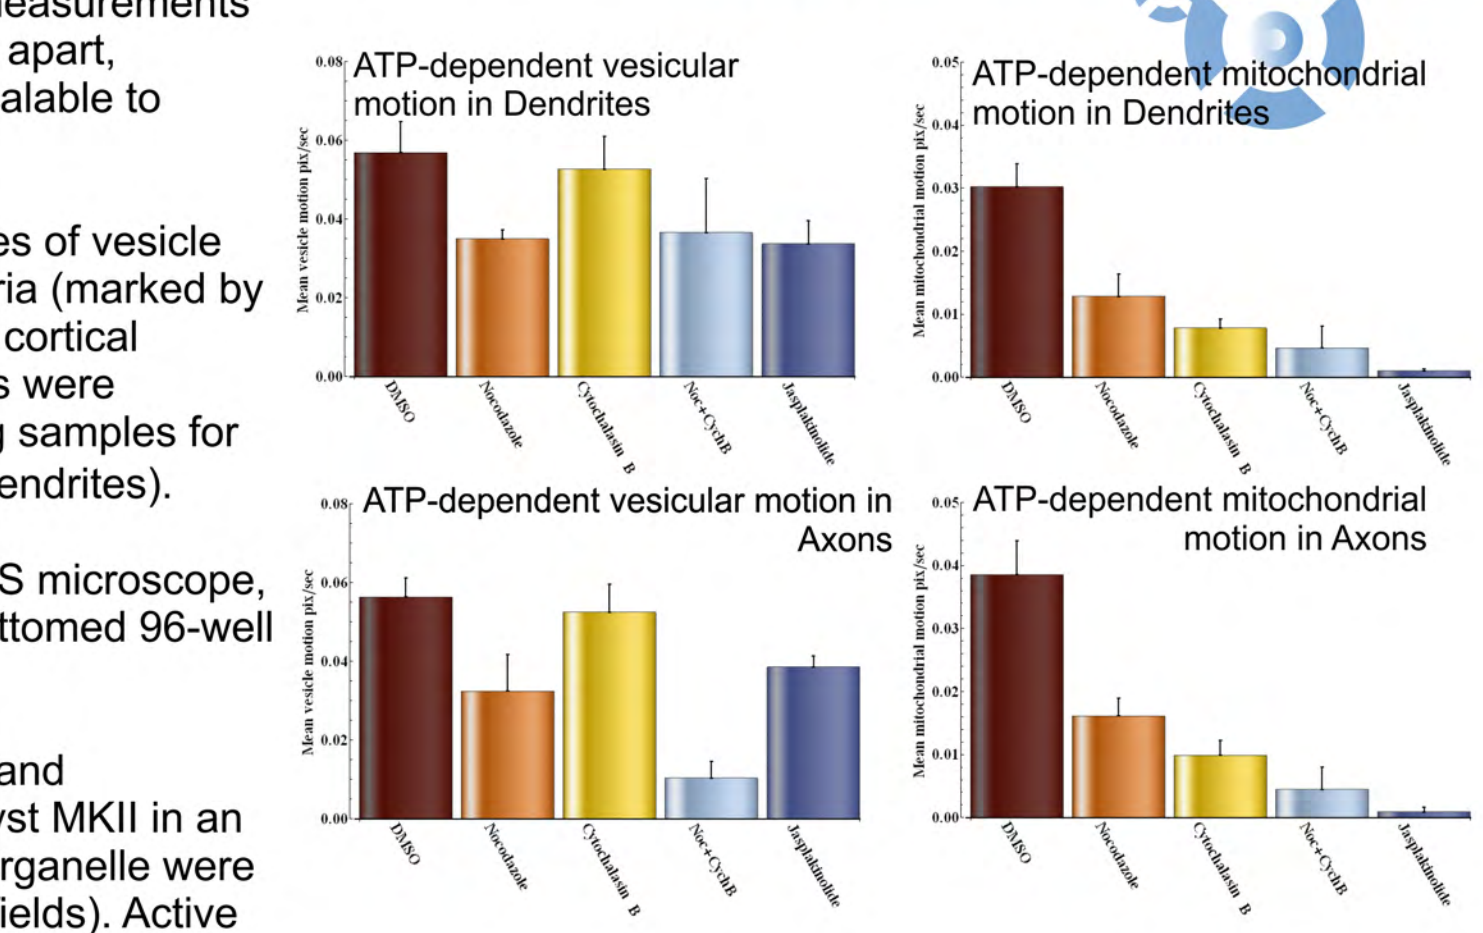 measurements
apart,
alable to
es of vesicle
ria (marked by
cortical
s were
g samples for
endrites).
S microscope,
ttomed 96-well
and
yst MKII in an
rganelle were
ields). Active
ATP-dependent vesicular
motion in Dendrites
Mean vesicle motion pix/sec
0.08
0.06
0.04
0.02
0.00
DMSO
Nocodazole
Cytochalasin B
Noc+CychB
Jasplakinolide
ATP-dependent mitochondrial
motion in Dendrites
Mean mitochondrial motion pix/sec
0.05
0.04
0.03
0.02
0.01
0.00
DMSO
Nocodazole
Cytochalasin B
Noc+CychB
Jasplakinolide
ATP-dependent vesicular motion in
Axons
Mean vesicle motion pix/sec
0.08
0.06
0.04
0.02
0.00
DMSO
Nocodazole
Cytochalasin B
Noc+CychB
Jasplakinolide
ATP-dependent mitochondrial
motion in Axons
Mean mitochondrial motion pix/sec
0.05
0.04
0.03
0.02
0.01
0.00
DMSO
Nocodazole
Cytochalasin B
Noc+CychB
Jasplakinolide